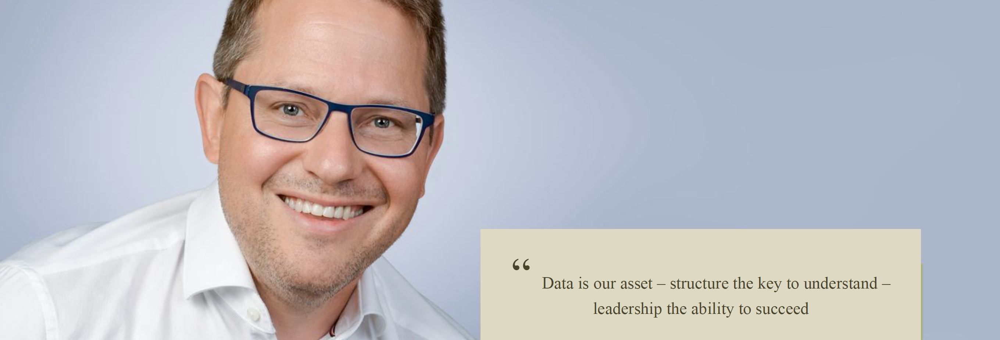 “
Data is our asset – structure the key to understand –
leadership the ability to succeed